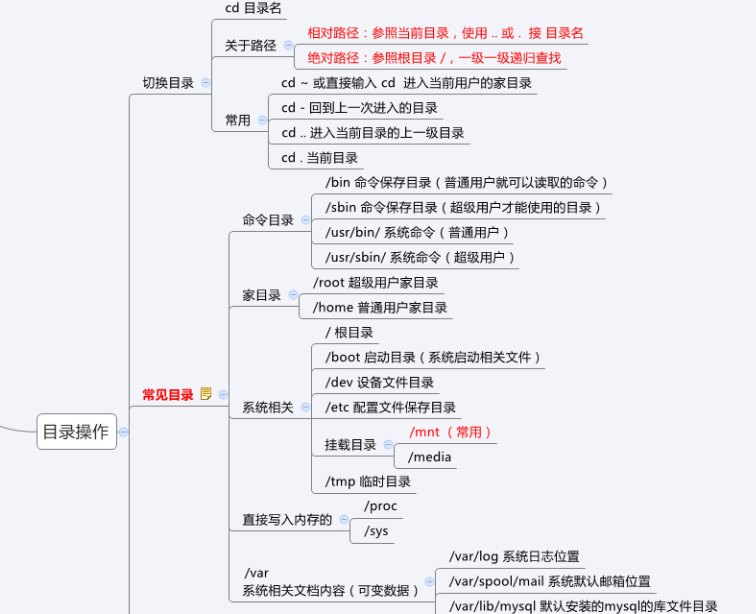 cd 目录名
关于路径
相对路径：参照当前目录，使用 .. 或 . 接 目录名
绝对路径：参照根目录 /，一级一级递归查找
切换目录
cd ~ 或直接输入 cd 进入当前用户的家目录
cd - 回到上一次进入的目录
常用
cd .. 进入当前目录的上一级目录
cd . 当前目录
/bin 命令保存目录（普通用户就可以读取的命令）
/sbin 命令保存目录（超级用户才能使用的目录）
命令目录
/usr/bin/ 系统命令（普通用户）
/usr/sbin/ 系统命令（超级用户）
/root 超级用户家目录
家目录
/home 普通用户家目录
/ 根目录
/boot 启动目录（系统启动相关文件）
/dev 设备文件目录
常见目录
系统相关
/etc 配置文件保存目录
目录操作
挂载目录
/mnt （常用）
/media
/tmp 临时目录
直接写入内存的
/proc
/sys
/var
系统相关文档内容（可变数据）
/var/log 系统日志位置
/var/spool/mail 系统默认邮箱位置
/var/lib/mysql 默认安装的mysql的库文件目录